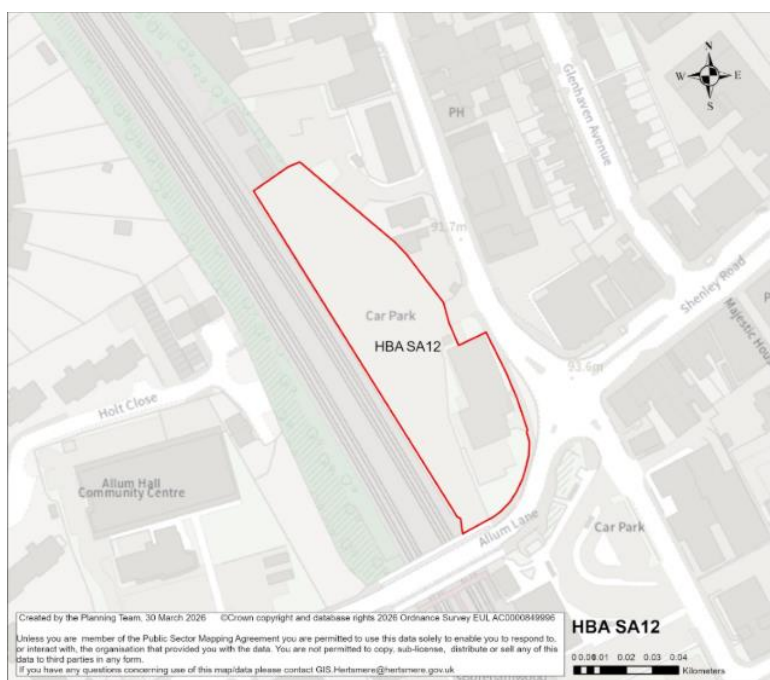 N
W E
S
Glenhaven Avenue
PH
91.7m
Shenley Road
Car Park
HBA SA12
93.6m
Holt Close
Allum Hall
Community Centre
Allum Lane
Car Park
Created by the Planning Team, 30 March 2026 ©Crown copyright and database rights 2026 Ordnance Survey EUL AC0000849996
Unless you are member of the Public Sector Mapping Agreement you are permitted to use this data solely to enable you to respond to,
or interact with, the organisation that provided you with the data. You are not permitted to copy, sub-license, distribute or sell any of this
data to third parties in any form.
If you have any questions concerning use of this map/data please contact GIS.Hertsmere@hertsmere.gov.uk
HBA SA12
0.02 0.03 0.04
Kilometers